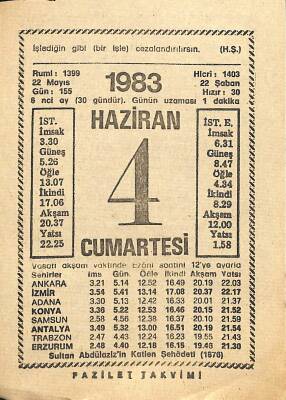 İşlediğin gibi (bir işle) cezalandırılırsın. (H.Ş.)
Rumi: 1399
22 Mayıs
Gün: 155
1983
Hicri: 1403
22 Şaban
Hızır: 30
6 ncı ay (30 gündür). Günün uzaması 1 dakika
HAZİRAN
4
CUMARTESİ
İST.
İmsak
3.30
Güneş
5.26
Öğle
13.07
İkindi
17.06
Akşam
20.37
Yatsı
22.25
İST. E.
İmsak
6,31
Güneş
8,47
Öğle
4.34
İkindi
8.29
Akşam
12.00
Yatsı
1.58
Vasati akşam vaktinde Ezâni saatini 12'ye ayarla
Şehirler İms Gün. Öğle İkindi Akşam Yatsı
ANKARA 3.21 5.14 12.52 16.49 20.19 22.03
İZMİR 3.54 5.41 13.14 17.08 20.37 22.17
ADANA 3.30 5.13 12.42 16.33 20.01 21.37
KONYA 3.36 5.22 12.53 16.46 20.15 21.52
SAMSUN 2.58 4.56 12.38 16.37 20.10 21.59
ANTALYA 3.49 5.32 13.00 16.51 20.19 21.54
TRABZON 2.47 4.43 12.24 16.23 19.55 21.43
ERZURUM 2.48 4.40 12.18 16.15 19.46 21.30
Sultan Abdülaziz'in Katlen Şehâdeti (1876)
FAZİLET TAKVİMİ